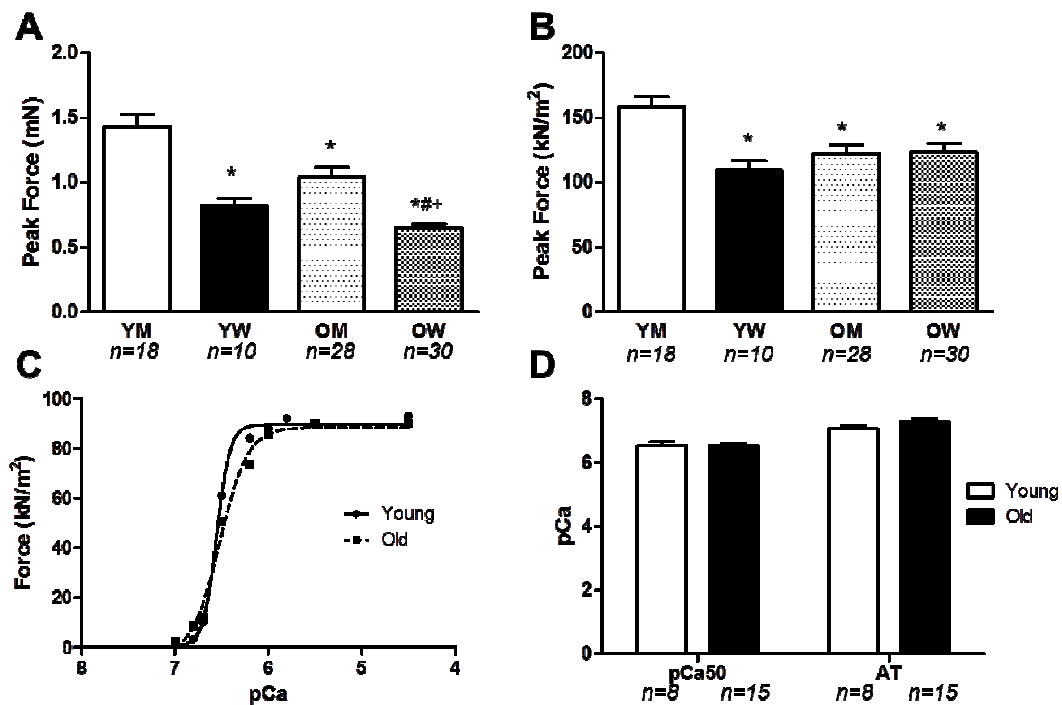 A
Peak Force (mN)
2.0
1.5
1.0
0.5
0.0
*
*
*#+
YM YW OM OW
n=18 n=10 n=28 n=30
B
Peak Force (kN/m²)
200
150
100
50
0
*
*
*
YM YW OM OW
n=18 n=10 n=28 n=30
C
Force (kN/m²)
100
80
60
40
20
0
Young
Old
8 7 6 5 4
pCa
D
pCa
8
6
4
2
0
Young
Old
pCa50 AT
n=8 n=15 n=8 n=15